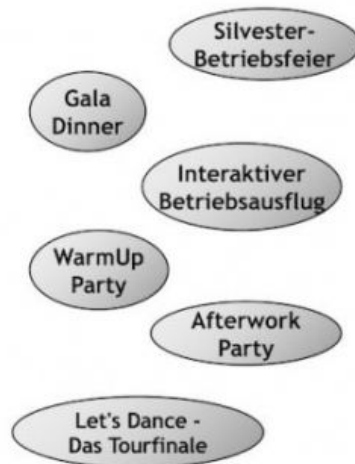 Silvester-
Betriebsfeier
Gala
Dinner
Interaktiver
Betriebsausflug
WarmUp
Party
Afterwork
Party
Let's Dance -
Das Tourfinale